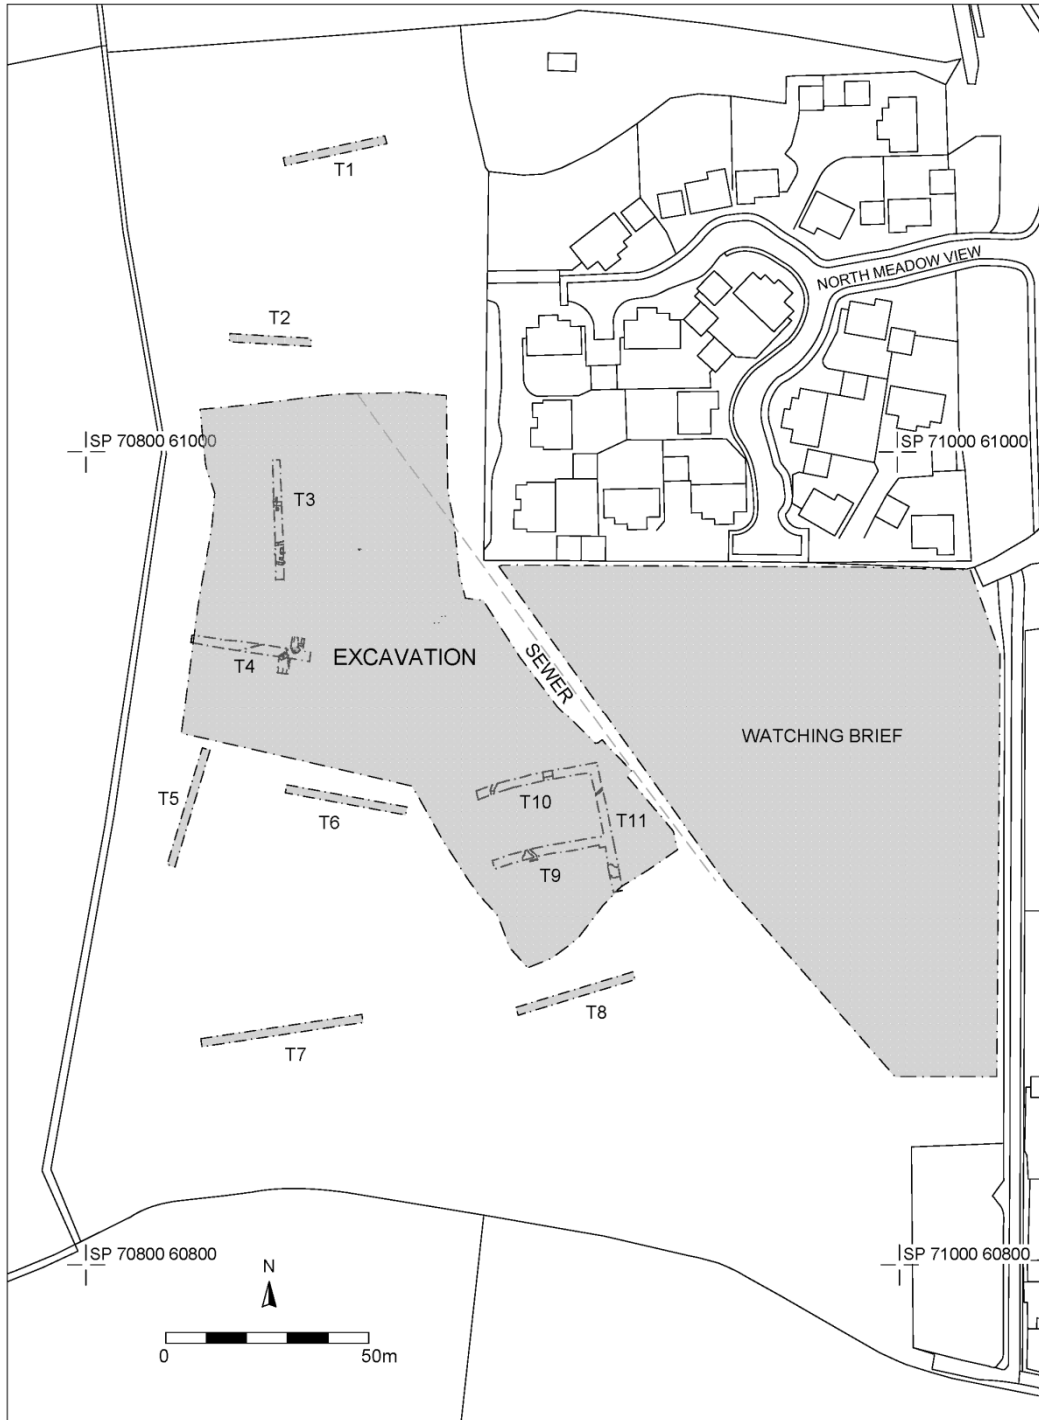 T1
NORTH MEADOW VIEW
T2
SP 70800 61000
SP 71000 61000
T3
EXCAVATION
T4
SEWER
WATCHING BRIEF
T5
T6
T10
T11
T9
T8
T7
SP 70800 60800
SP 71000 60800
N
0
50m